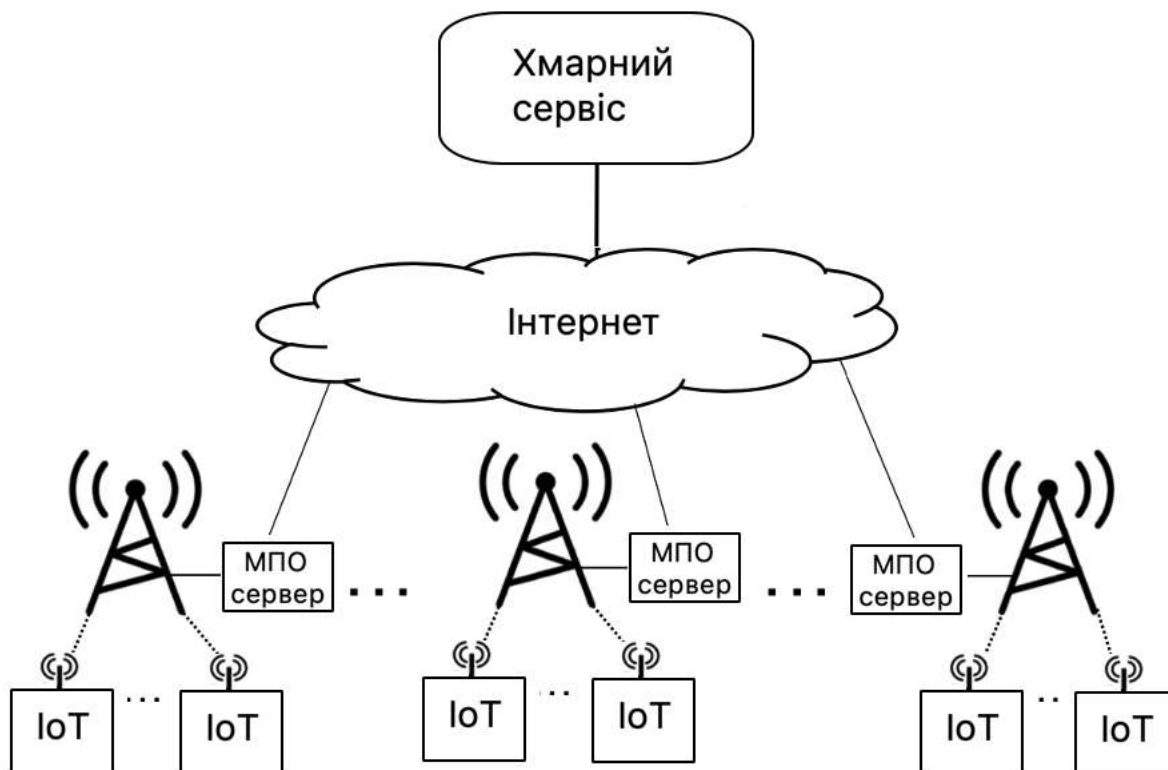 Хмарний
сервіс
Інтернет
МПО
сервер
...
МПО
сервер
...
МПО
сервер
IoT
...
IoT
IoT
..
IoT
IoT
..
IoT